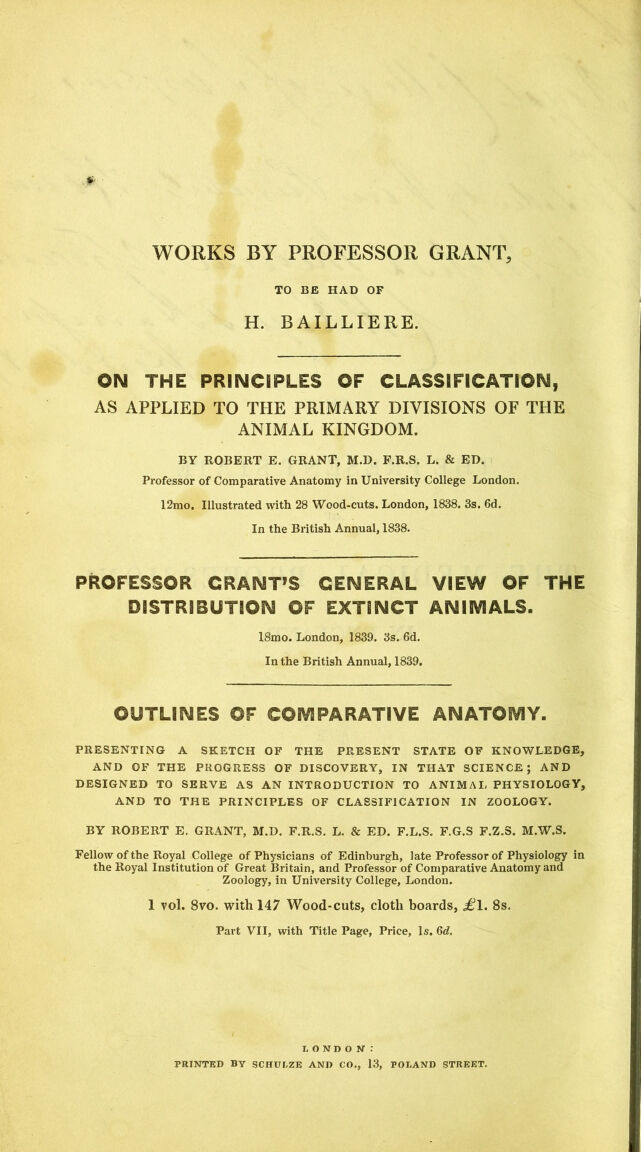 WORKS BY PROFESSOR GRANT,
TO BE HAD OF
H. BAILLIERE.
ON THE PRINCIPLES OF CLASSIFICATION,
AS APPLIED TO THE PRIMARY DIVISIONS OF THE
ANIMAL KINGDOM.
BY ROBERT E. GRANT, M.D. F.R.S. L. & ED.
Professor of Comparative Anatomy in University College London.
12mo. Illustrated with 28 Wood-cuts. London, 1838. 3s. 6d.
In the British Annual, 1838.
PROFESSOR GRANT'S GENERAL VIEW OF THE
DISTRIBUTION OF EXTINCT ANIMALS.
18mo. London, 1839. 3s. 6d.
In the British Annual, 1839.
OUTLINES OF COMPARATIVE ANATOMY.
PRESENTING A SKETCH OF THE PRESENT STATE OF KNOWLEDGE,
AND OF THE PROGRESS OF DISCOVERY, IN THAT SCIENCE; AND
DESIGNED TO SERVE AS AN INTRODUCTION TO ANIMAL PHYSIOLOGY,
AND TO THE PRINCIPLES OF CLASSIFICATION IN ZOOLOGY.
BY ROBERT E. GRANT, M.D. F.R.S. L. & ED. F.L.S. F.G.S F.Z.S. M.W.S.
Fellow of the Royal College of Physicians of Edinburgh, late Professor of Physiology in
the Royal Institution of Great Britain, and Professor of Comparative Anatomy and
Zoology, in University College, London.
1 vol. 8vo. with 147 Wood-cuts, cloth boards, £1. 8s.
Part VII, with Title Page, Price, 1s. 6d.
LONDON:
PRINTED BY SCHULZE AND CO., 13, POLAND STREET.